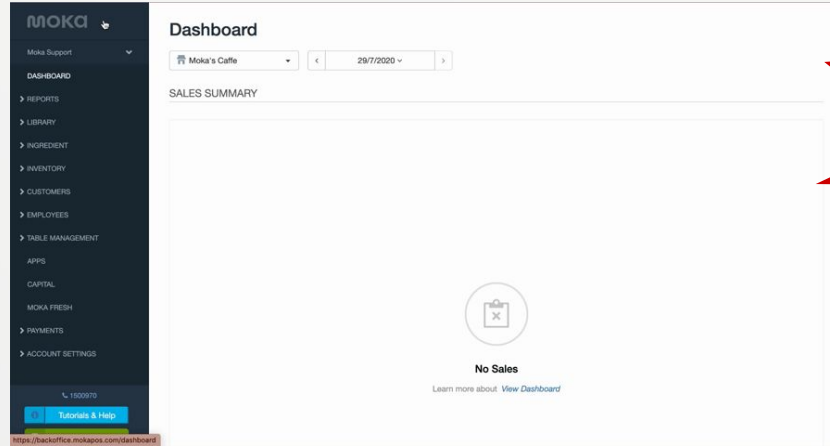 MOKA
Moka Support
DASHBOARD
REPORTS
LIBRARY
INGREDIENT
INVENTORY
CUSTOMERS
EMPLOYEES
TABLE MANAGEMENT
APPS
CAPITAL
MOKA FRESH
PAYMENTS
ACCOUNT SETTINGS
1500970
Tutorials & Help
https://backoffice.mokapos.com/dashboard
Dashboard
Moka's Caffe
29/7/2020
SALES SUMMARY
No Sales
Learn more about View Dashboard